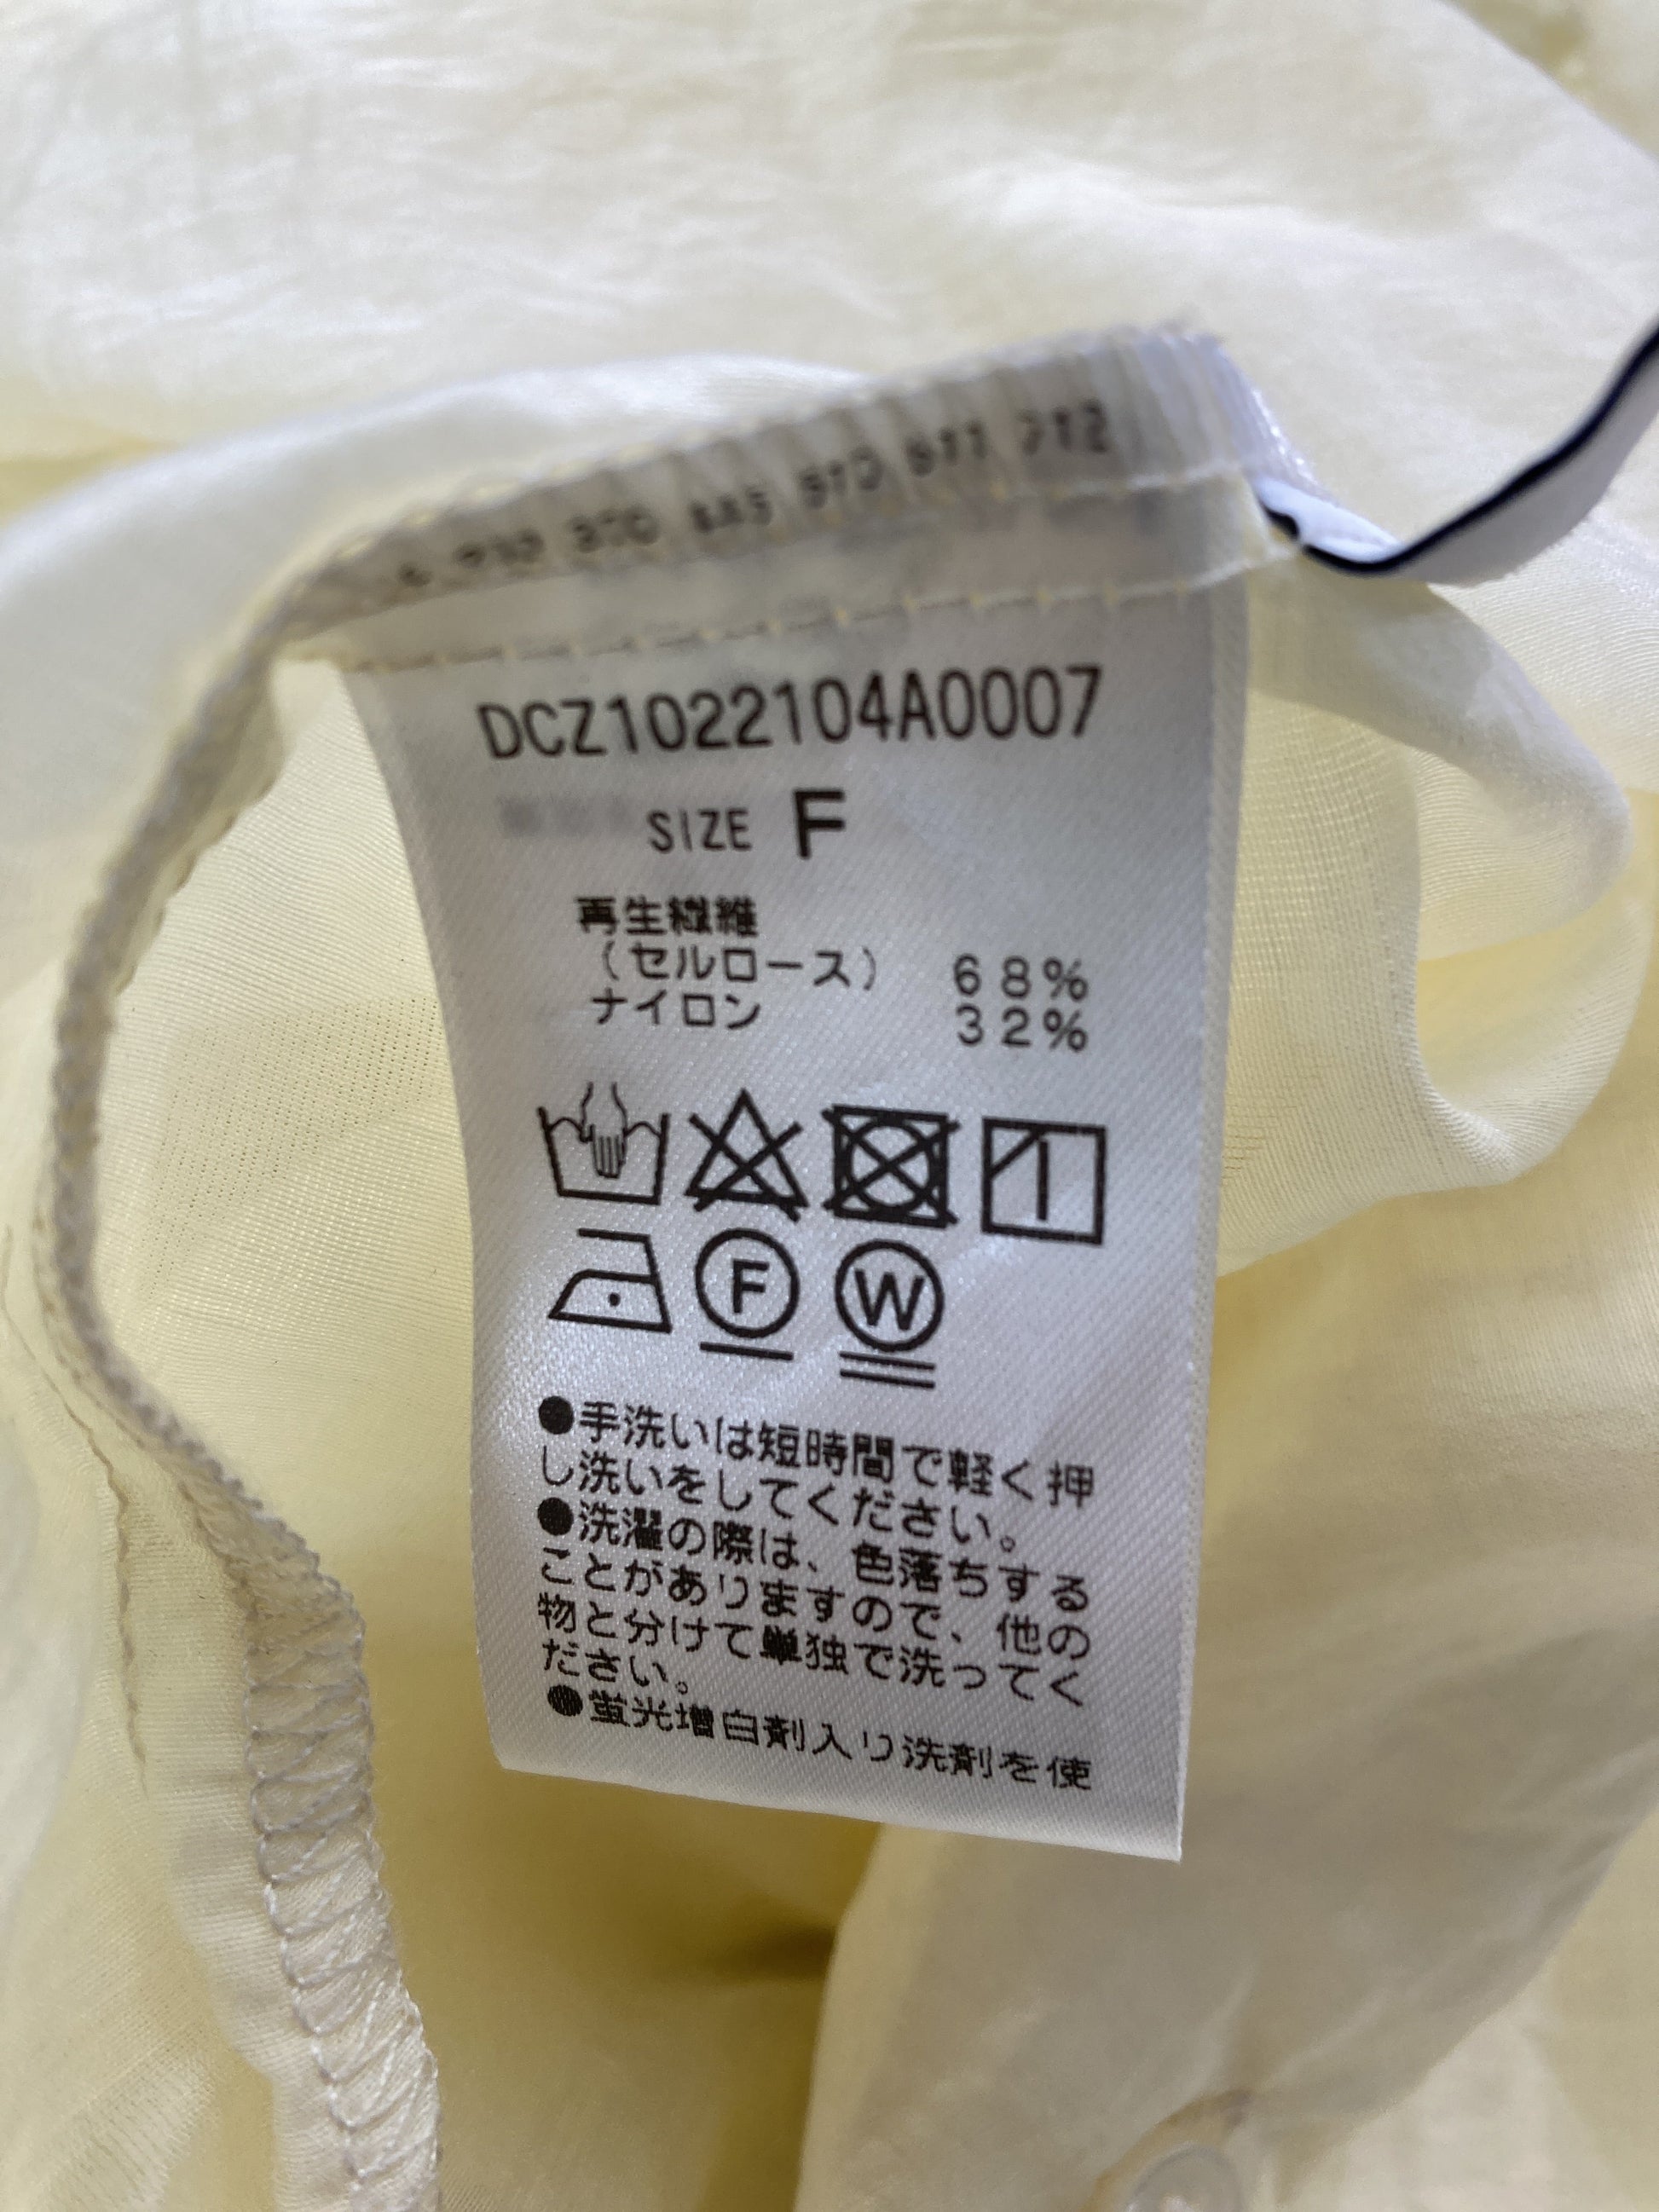 DCZ1022104A0007
SIZE F
再生繊維
(セルロース) 68%
ナイロン 32%
F W
●手洗いは短時間で軽く押
し洗いをしてください。
●洗濯の際は、色落ちする
ことがありますので、他の
物と分けて単独で洗ってく
ださい。
●蛍光増白剤入り洗剤を使